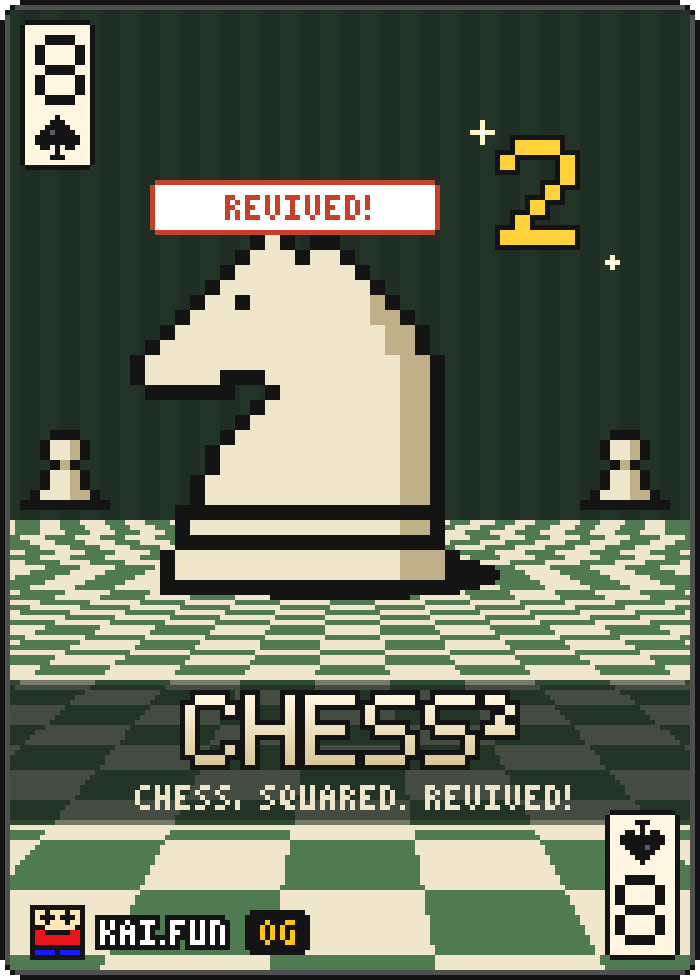 8
2
REVIVED!
CHESS²
CHESS. SQUARED. REVIVED!
KAI.FUN OG
8